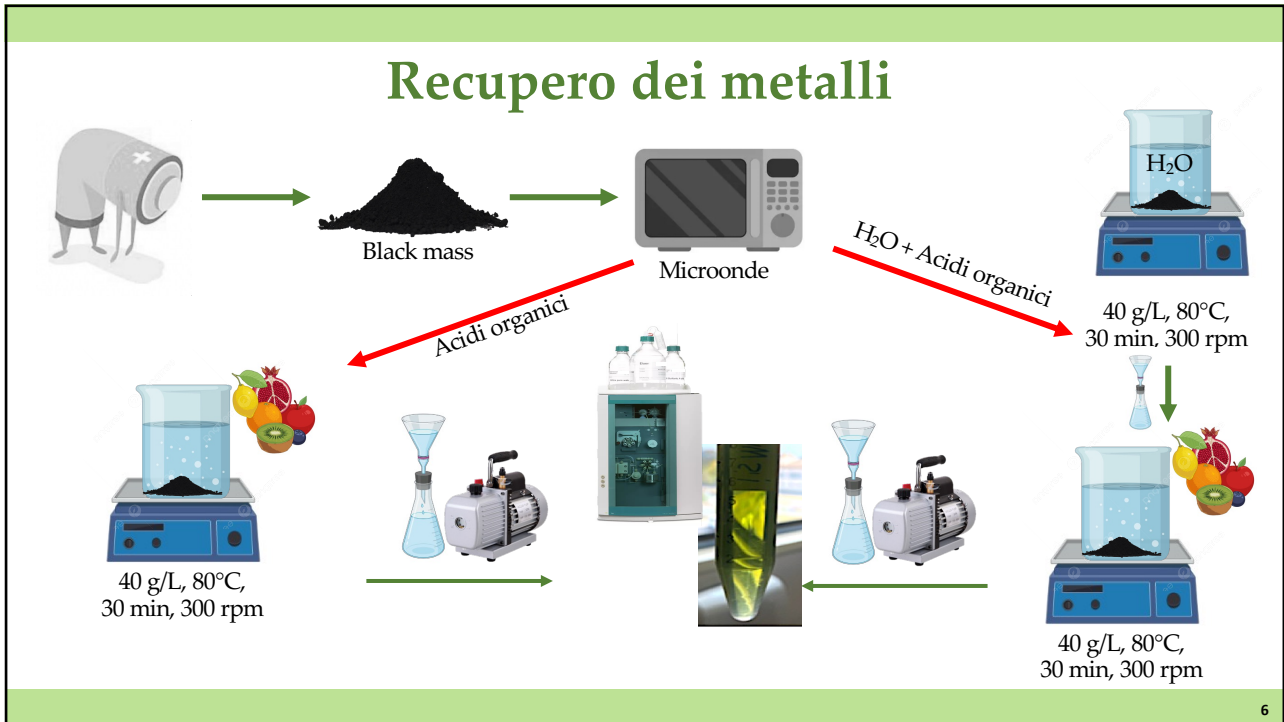 Recupero dei metalli
H₂O
Black mass
Microonde
H₂O + Acidi organici
Acidi organici
40 g/L, 80°C,
30 min, 300 rpm
40 g/L, 80°C,
30 min, 300 rpm
40 g/L, 80°C,
30 min, 300 rpm
6